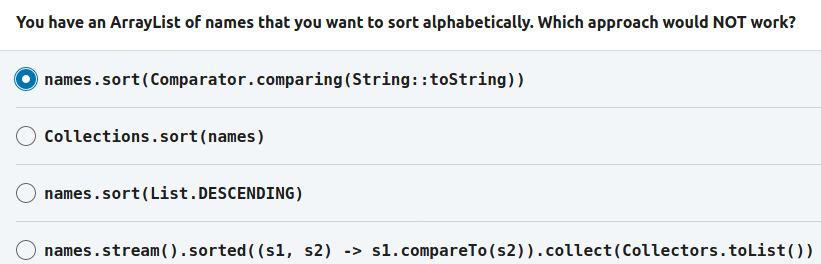 You have an ArrayList of names that you want to sort alphabetically. Which approach would NOT work?
names.sort(Comparator.comparing(String::toString))
Collections.sort(names)
names.sort(List.DESCENDING)
names.stream().sorted((s1, s2) -> s1.compareTo(s2)).collect(Collectors.toList())